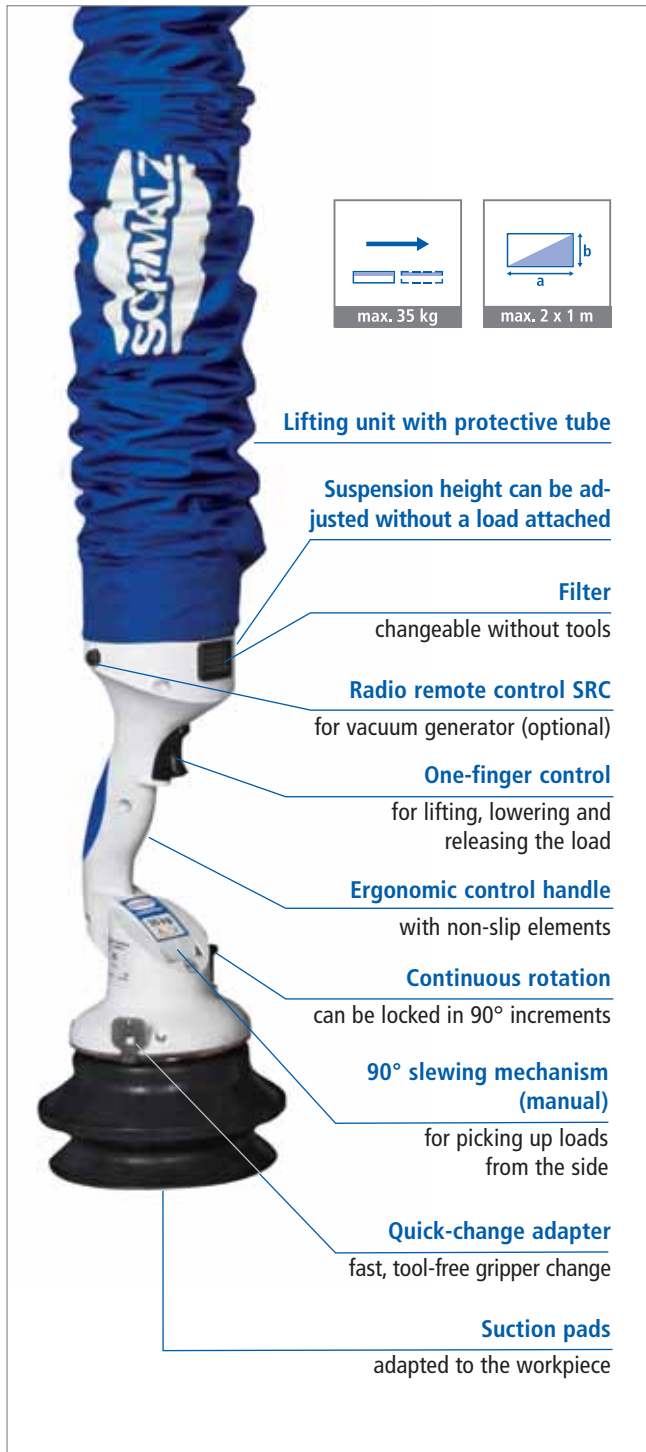 SCHMALZ
b
a
max. 35 kg
max. 2 x 1 m
Lifting unit with protective tube
Suspension height can be ad-
justed without a load attached
Filter
changeable without tools
Radio remote control SRC
for vacuum generator (optional)
One-finger control
for lifting, lowering and
releasing the load
Ergonomic control handle
with non-slip elements
Continuous rotation
can be locked in 90° increments
90° slewing mechanism
(manual)
for picking up loads
from the side
Quick-change adapter
fast, tool-free gripper change
Suction pads
adapted to the workpiece